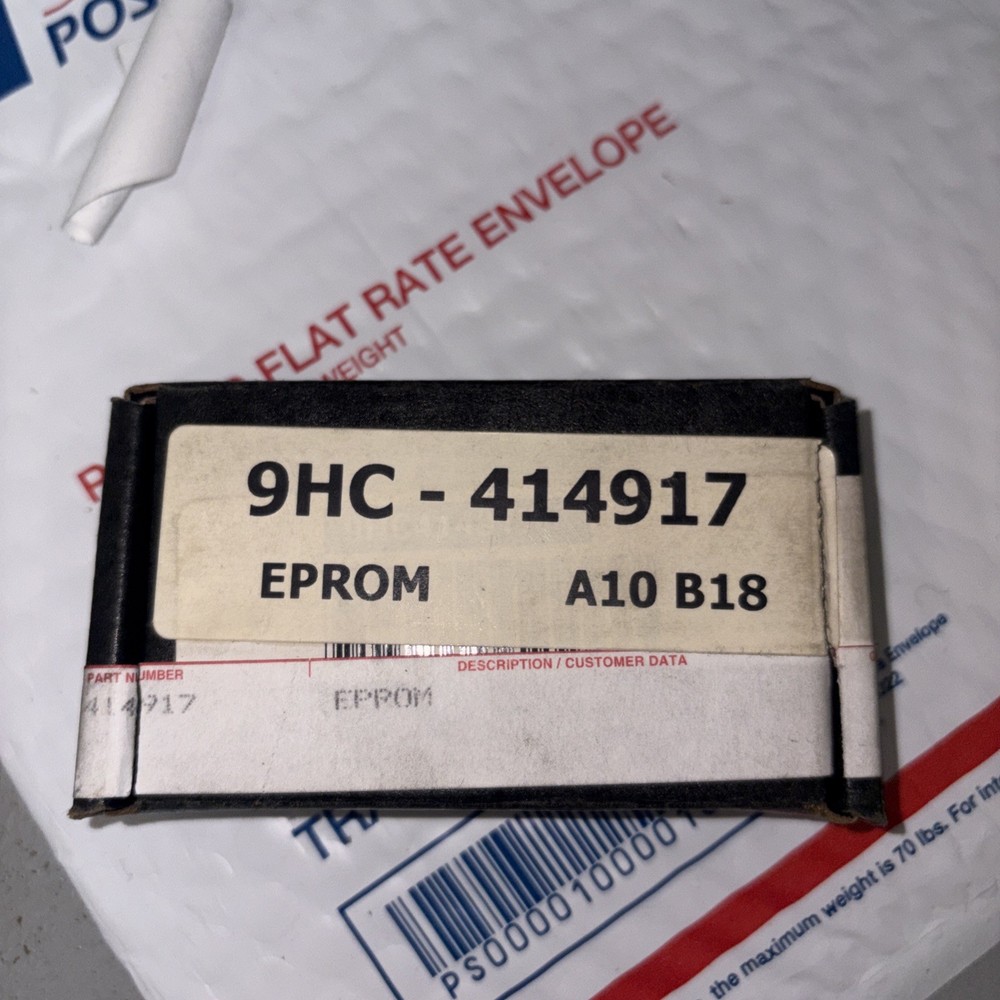 POS
FLAT RATE ENVELOPE
WEIGHT
9HC - 414917
EPROM A10 B18
PART NUMBER DESCRIPTION / CUSTOMER DATA
414917 EPROM
Envelope
the maximum weight is 70 lbs. For int